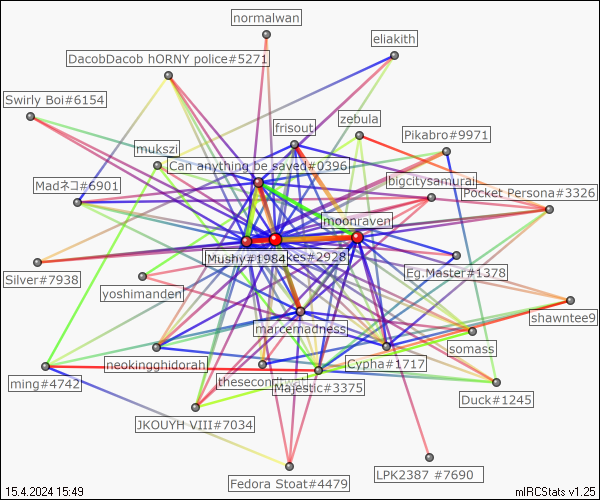 normalwan
eliakith
DacobDacob hORNY police#5271
Swirly Boi#6154
frisout
zebula
Pikabro#9971
mukszi
Can anything be saved#0396
Madネコ#6901
bigcitysamurai
Pocket Persona#3326
moonraven
Mushy#1984
kes#2928
Silver#7938
Eg.Master#1378
yoshimanden
shawntee9
marcemadness
somass
neokingghidorah
Cypha#1717
ming#4742
Majestic#3375
Duck#1245
JKOUYH VIII#7034
LPK2387 #7690
Fedora Stoat#4479
15.4.2024 15:49
mIRCStats v1.25